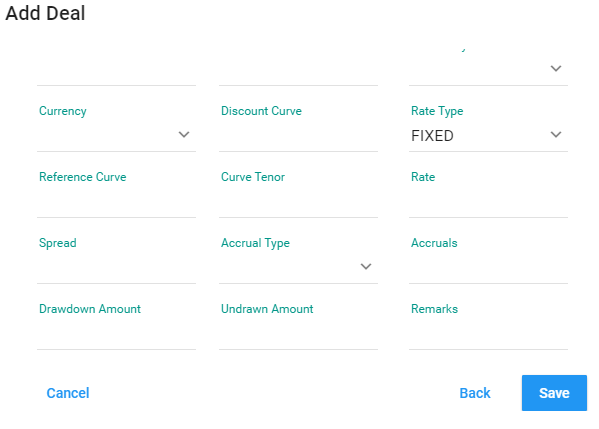 Add Deal
Currency Discount Curve Rate Type
FIXED
Reference Curve Curve Tenor Rate
Spread Accrual Type Accruals
Drawdown Amount Undrawn Amount Remarks
Cancel Back Save